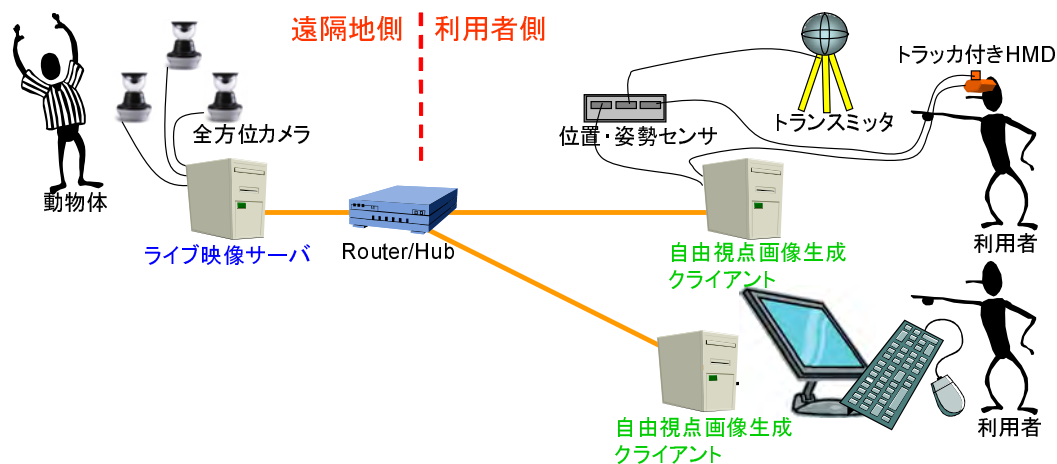 遠隔地側
利用者側
トラッカ付きHMD
全方位カメラ
位置・姿勢センサ
トランスミッタ
動物体
ライブ映像サーバ
Router/Hub
自由視点画像生成
クライアント
利用者
自由視点画像生成
クライアント
利用者